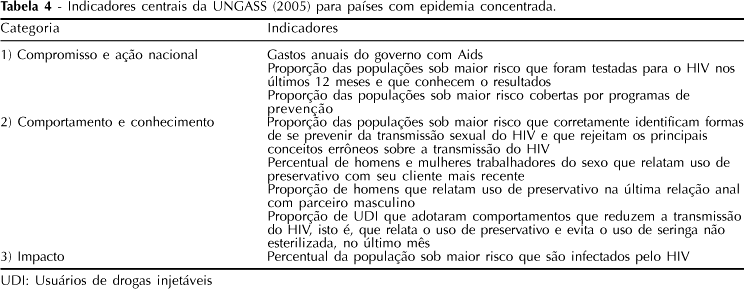 Tabela 4 - Indicadores centrais da UNGASS (2005) para países com epidemia concentrada.
Categoria Indicadores
1) Compromisso e ação nacional Gastos anuais do governo com Aids
Proporção das populações sob maior risco que foram testadas para o HIV nos
últimos 12 meses e que conhecem o resultados
Proporção das populações sob maior risco cobertas por programas de
prevenção
2) Comportamento e conhecimento Proporção das populações sob maior risco que corretamente identificam formas
de se prevenir da transmissão sexual do HIV e que rejeitam os principais
conceitos errôneos sobre a transmissão do HIV
Percentual de homens e mulheres trabalhadores do sexo que relatam uso de
preservativo com seu cliente mais recente
Proporção de homens que relatam uso de preservativo na última relação anal
com parceiro masculino
Proporção de UDI que adotaram comportamentos que reduzem a transmissão
do HIV, isto é, que relata o uso de preservativo e evita o uso de seringa não
esterilizada, no último mês
3) Impacto Percentual da população sob maior risco que são infectados pelo HIV
UDI: Usuários de drogas injetáveis